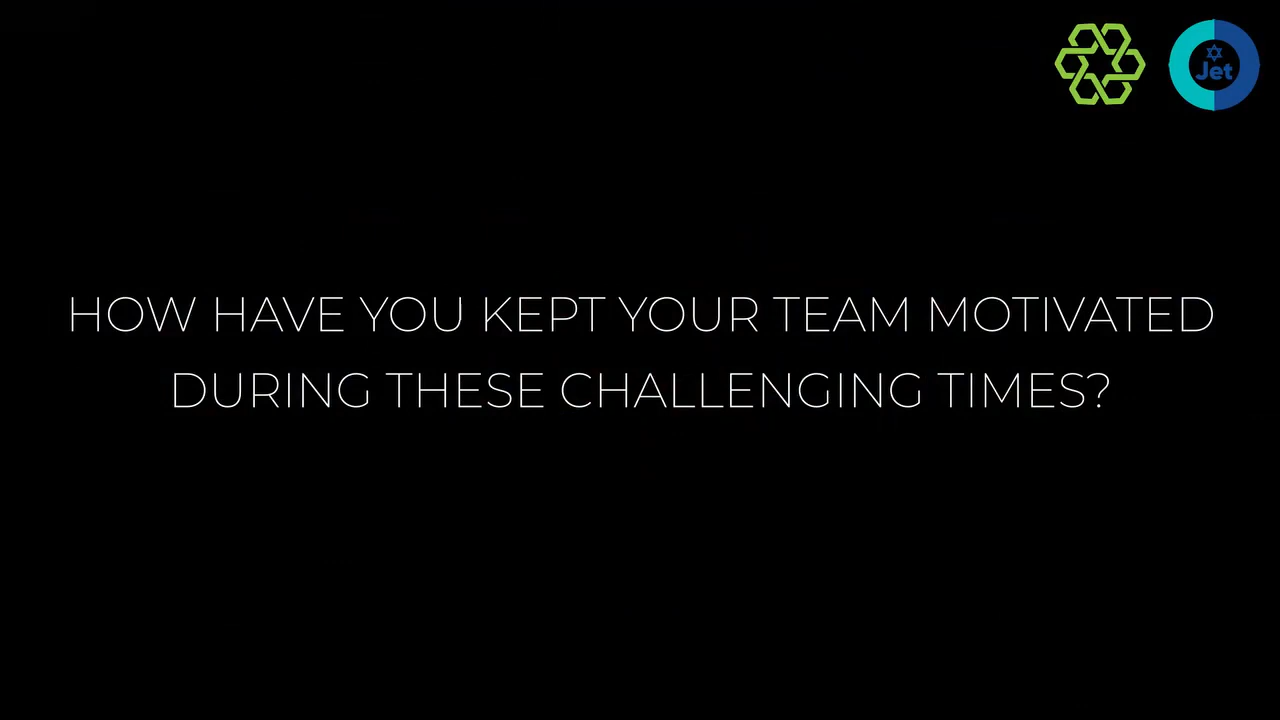 Jet
HOW HAVE YOU KEPT YOUR TEAM MOTIVATED
DURING THESE CHALLENGING TIMES?